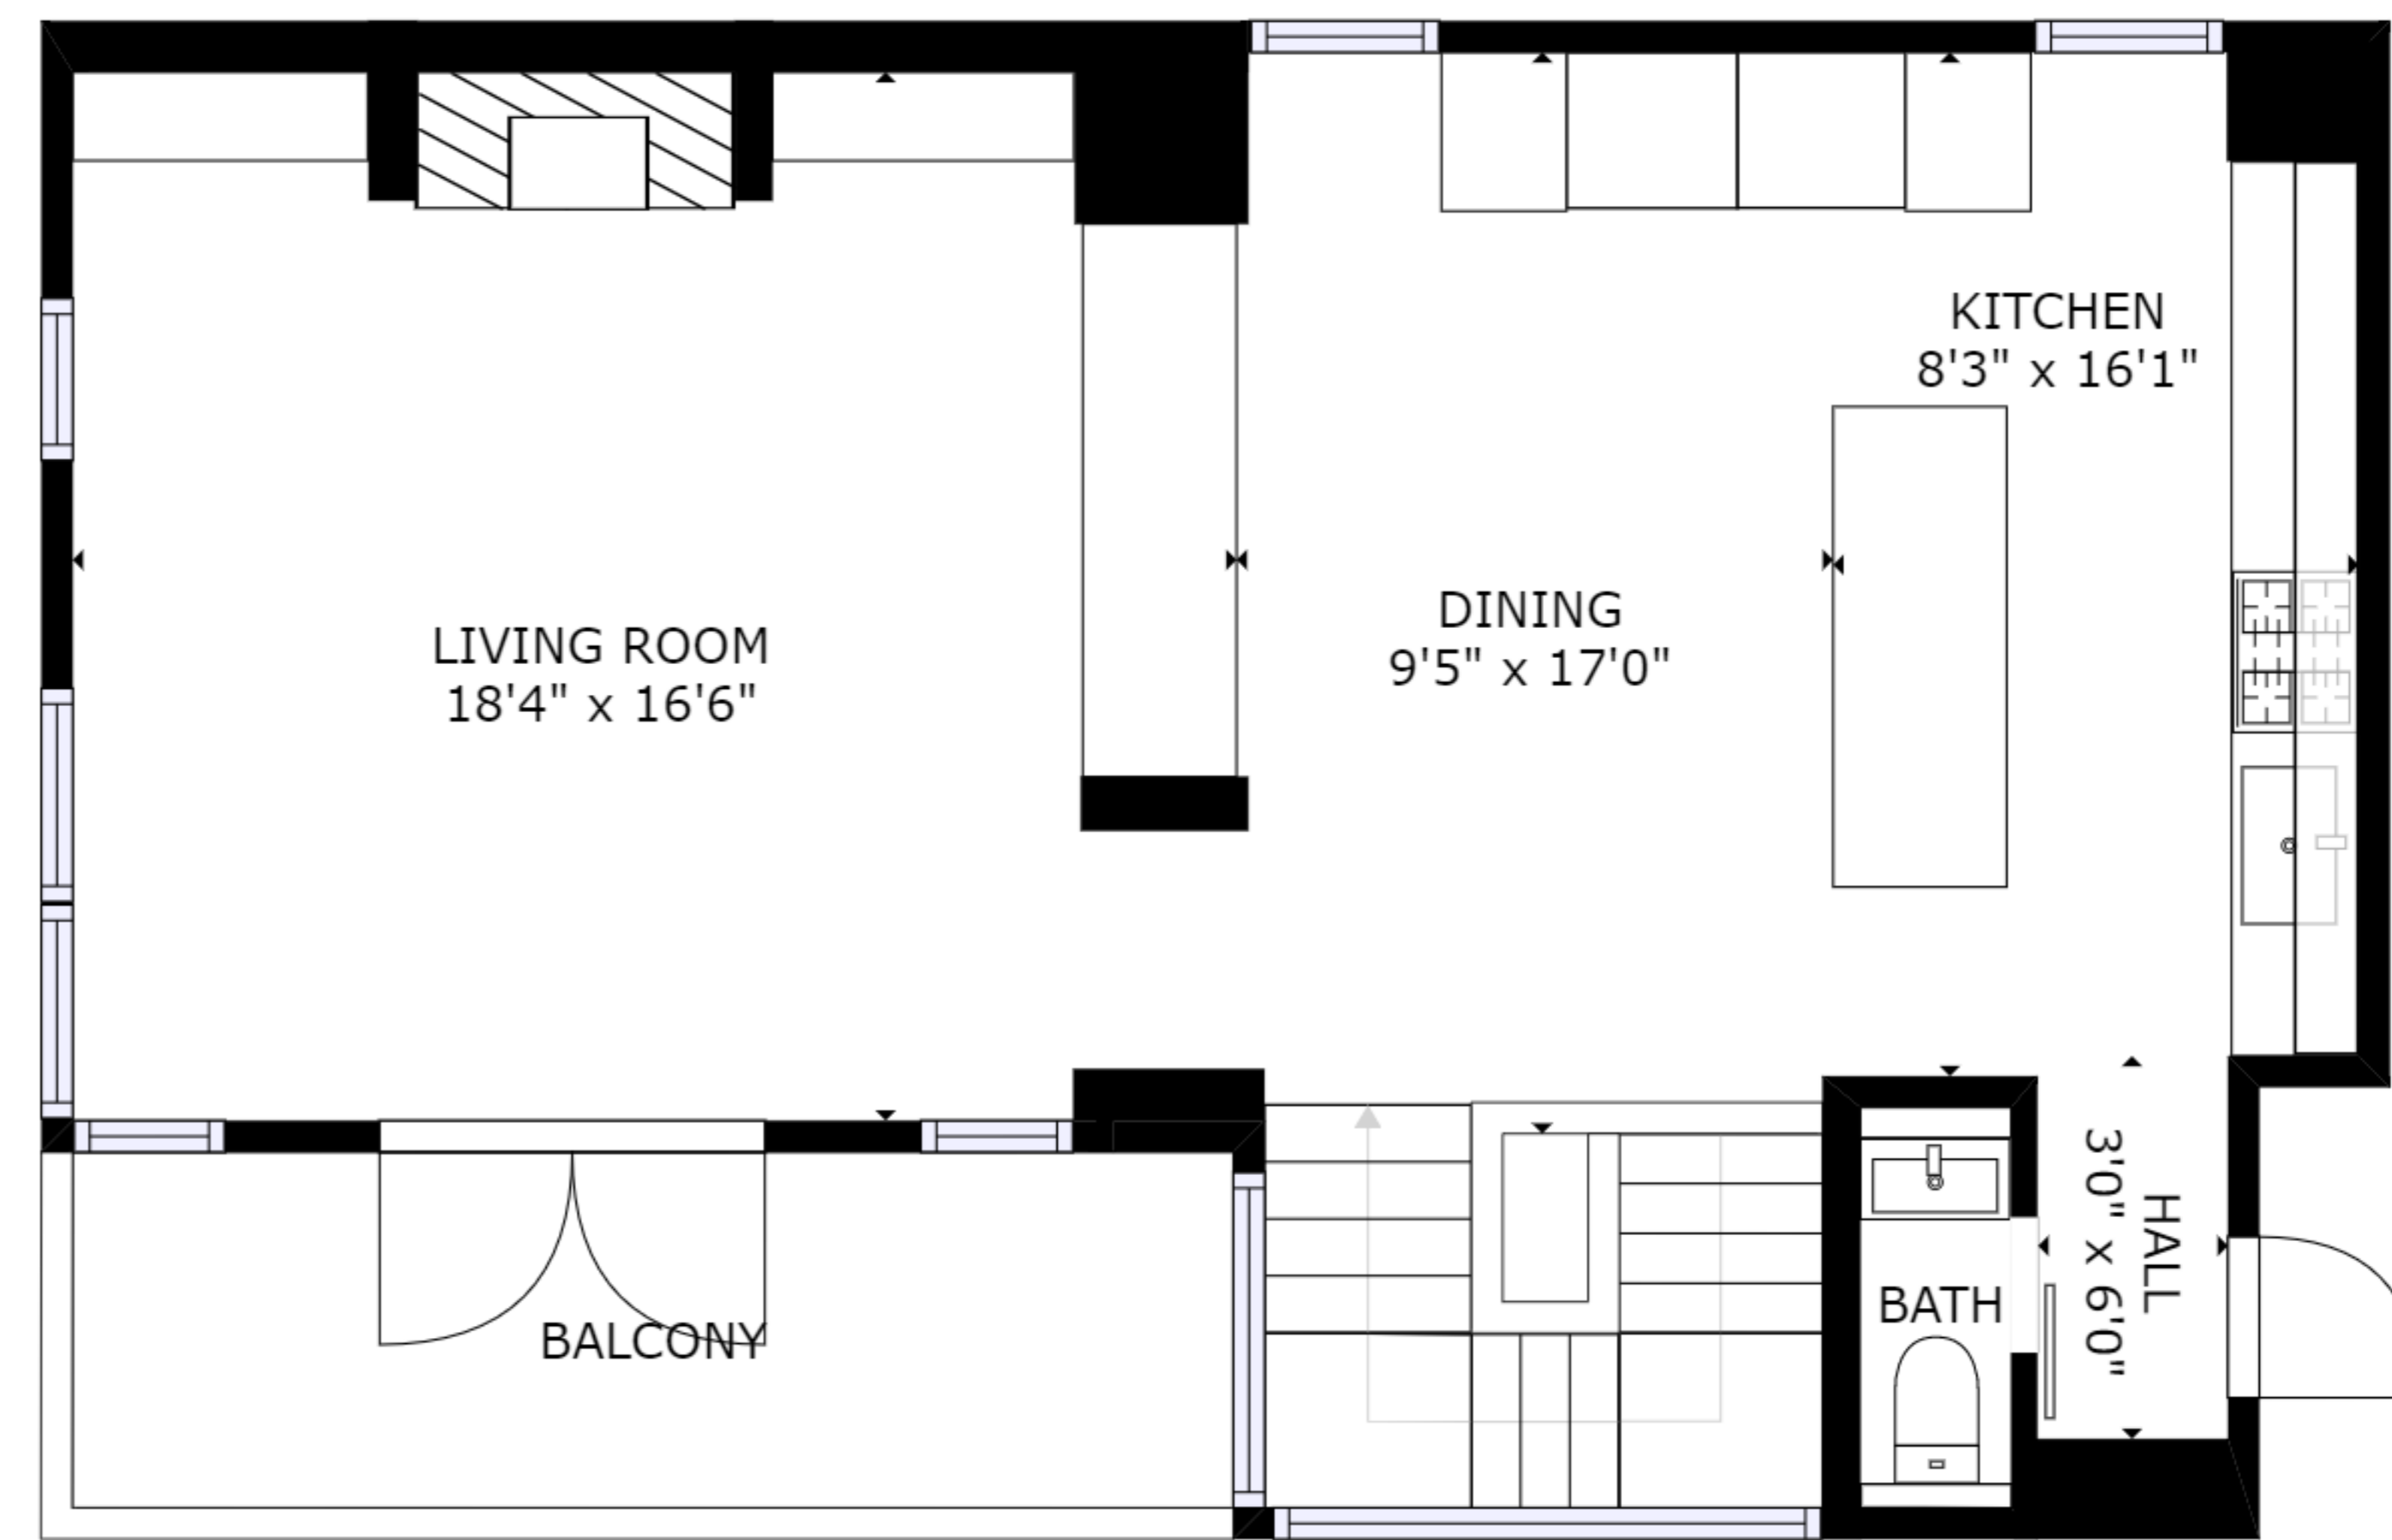 KITCHEN
8'3" x 16'1"
DINING
9'5" x 17'0"
LIVING ROOM
18'4" x 16'6"
HALL
3'0" x 6'0"
BATH
BALCONY